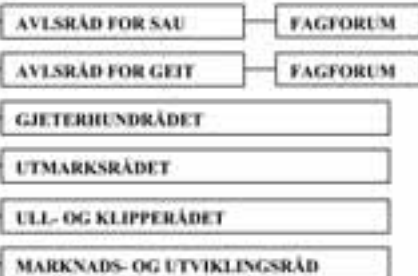 AVLSRÅD FOR SAU FAGFORUM
AVLSRÅD FOR GEIT FAGFORUM
GJETERHUNDRÅDET
UTMARKSRÅDET
ULL- OG KLIPPERÅDET
MARKNADS- OG UTVIKLINGSRÅD